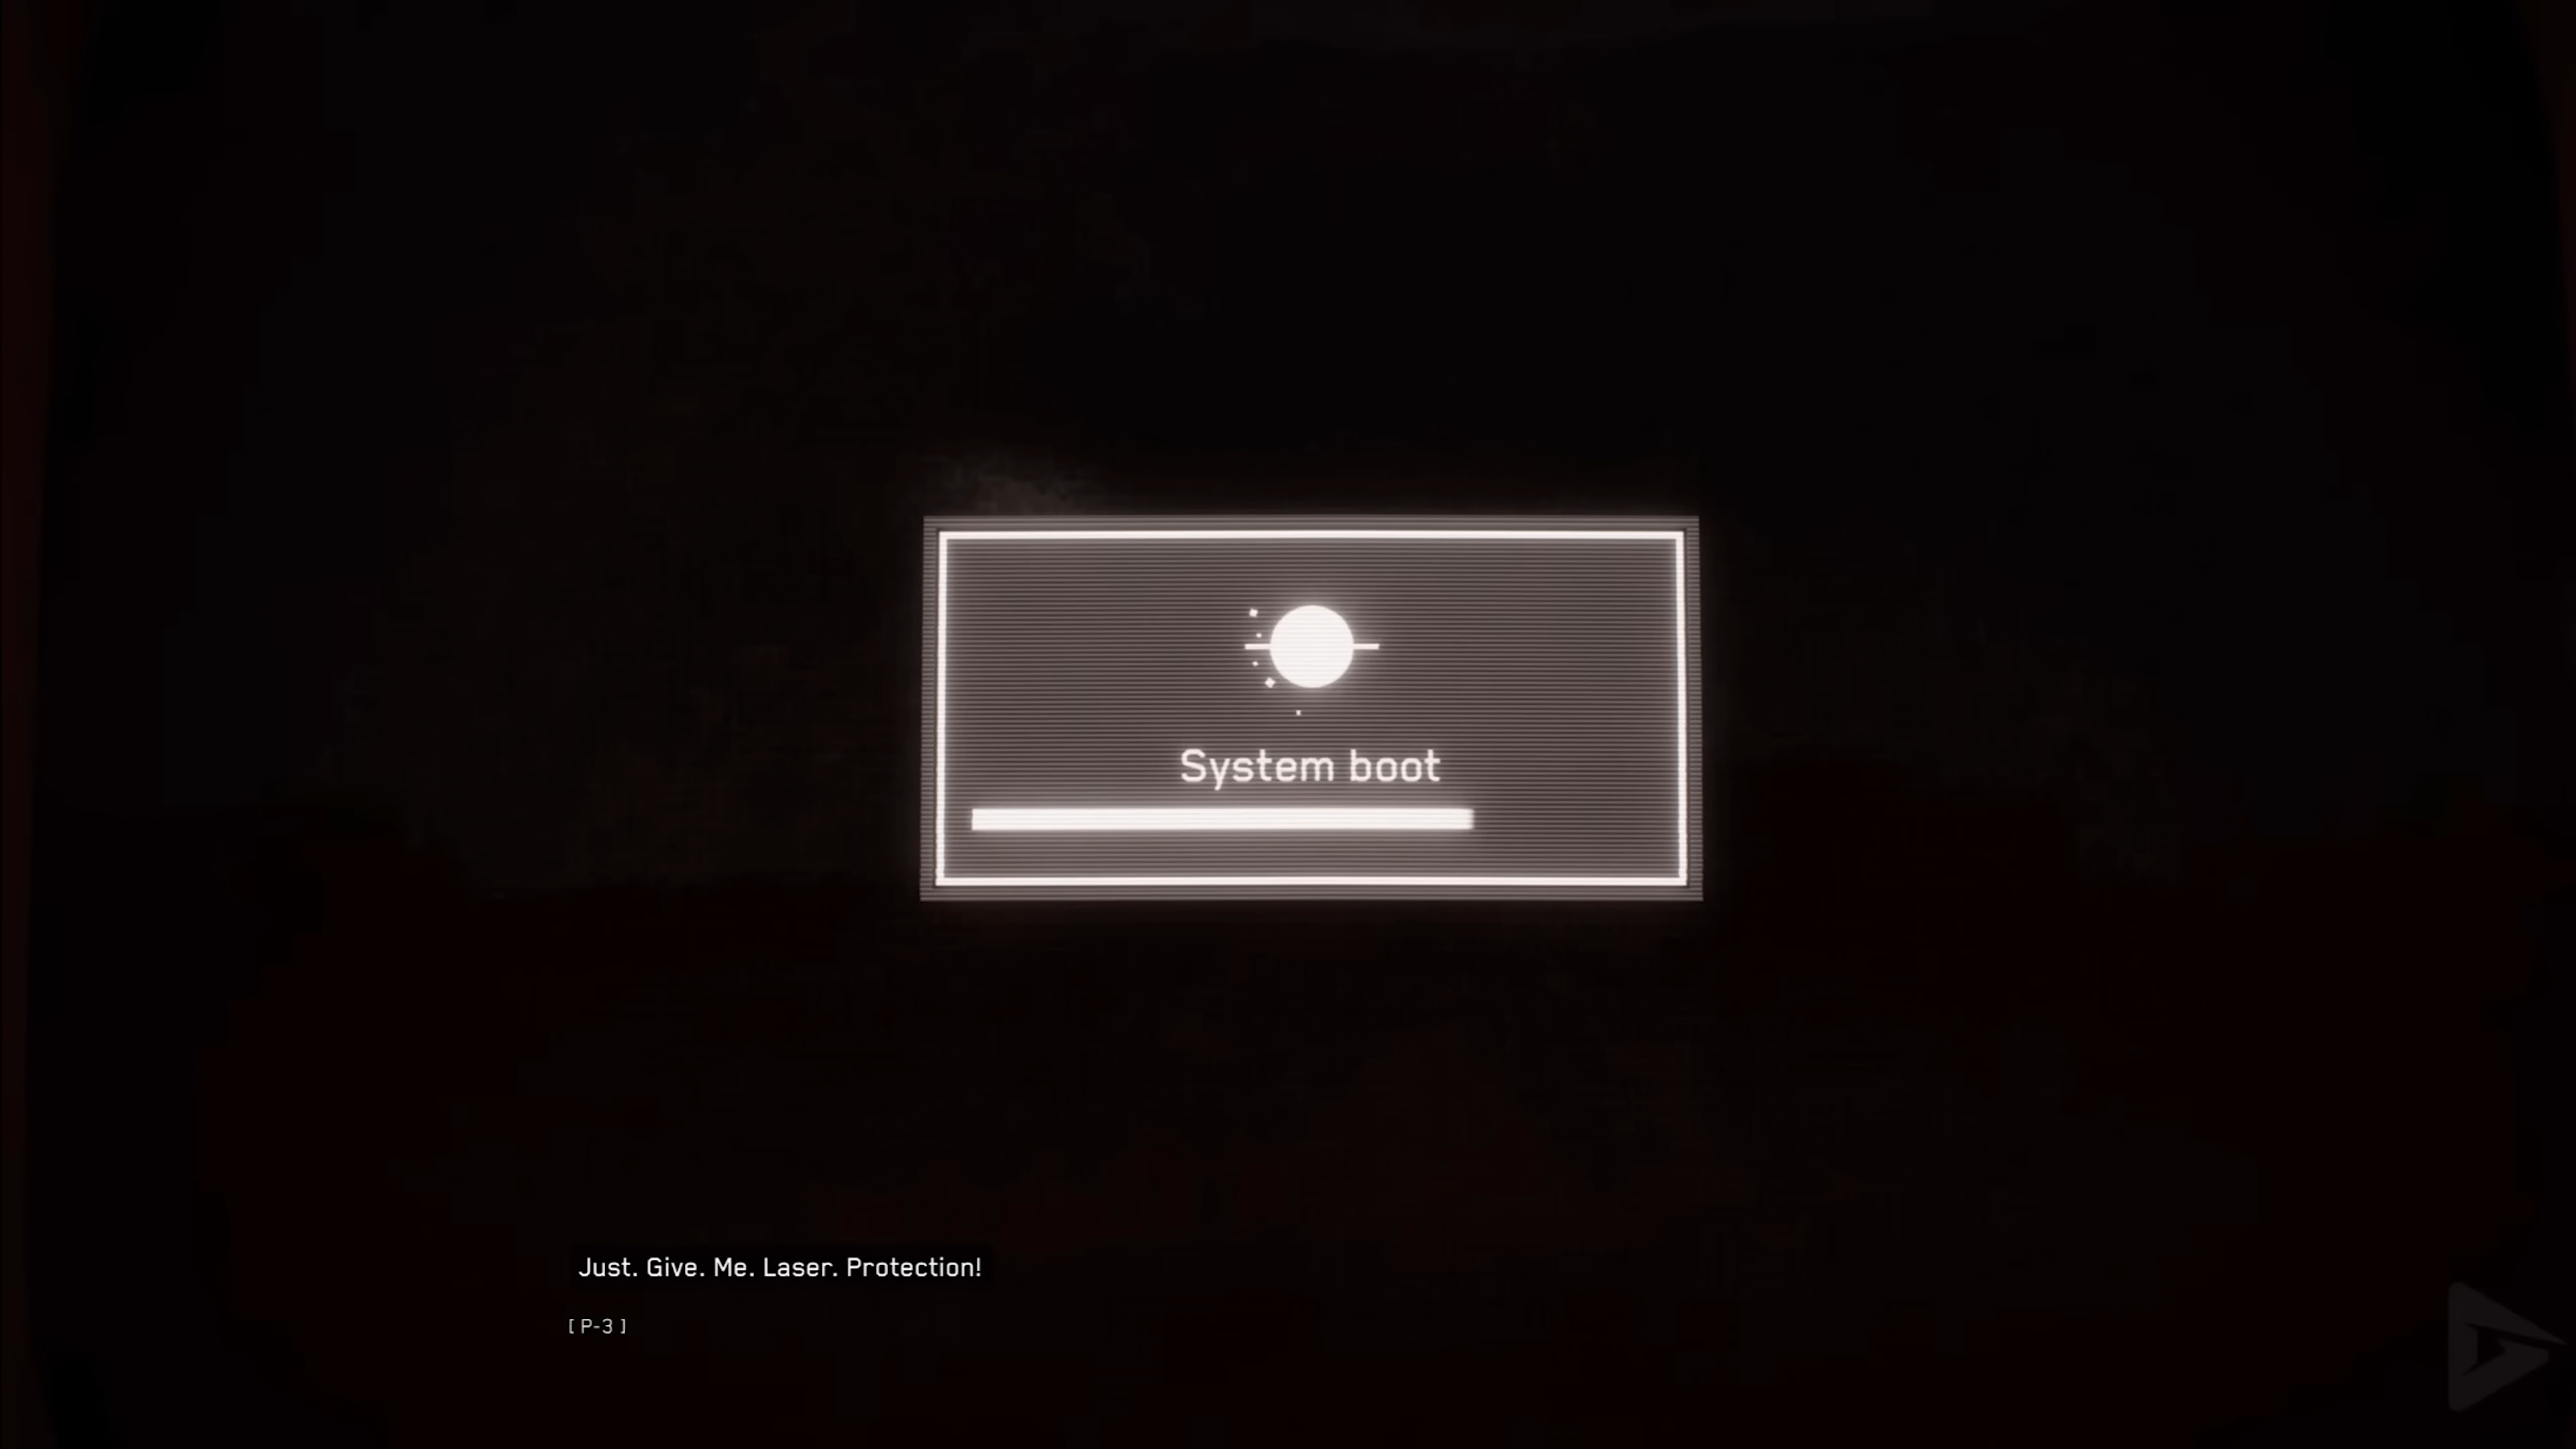 System boot
Just. Give. Me. Laser. Protection!
[ P-3 ]